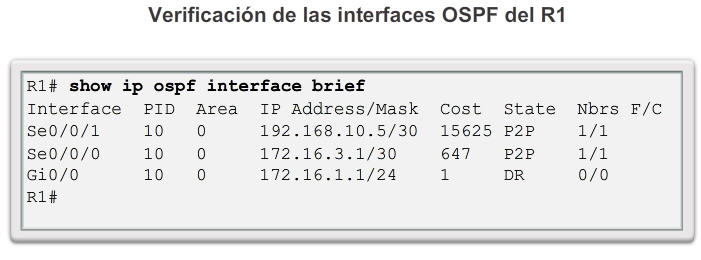 Verificación de las interfaces OSPF del R1
R1# show ip ospf interface brief
Interface PID Area IP Address/Mask Cost State Nbrs F/C
Se0/0/1 10 0 192.168.10.5/30 15625 P2P 1/1
Se0/0/0 10 0 172.16.3.1/30 647 P2P 1/1
Gi0/0 10 0 172.16.1.1/24 1 DR 0/0
R1#